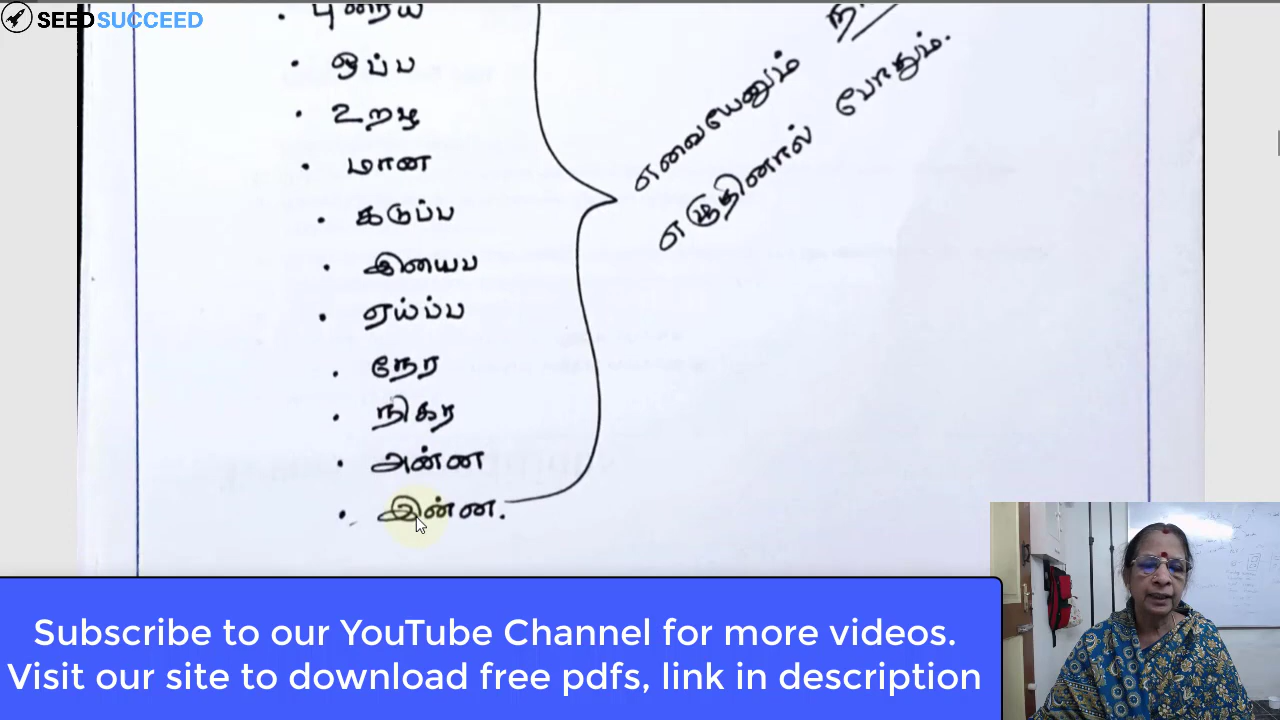 SEEDSUCCEED
புரைய
ஒப்ப
உறழ
மான
கடுப்ப
இயைப
ஏய்ப்ப
நேர
நிகர
அன்ன
இன்ன.
எவையேனும்
எழுதினால் போதும்.
Subscribe to our YouTube Channel for more videos.
Visit our site to download free pdfs, link in description